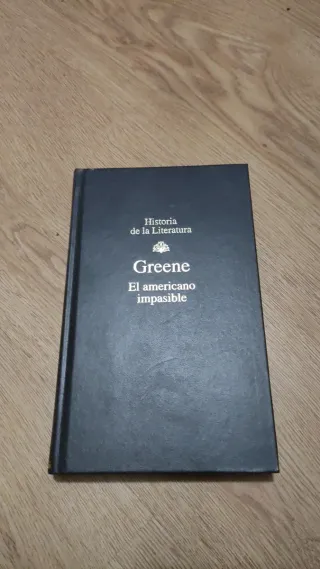 Historia
de la Literatura
Greene
El americano
impasible